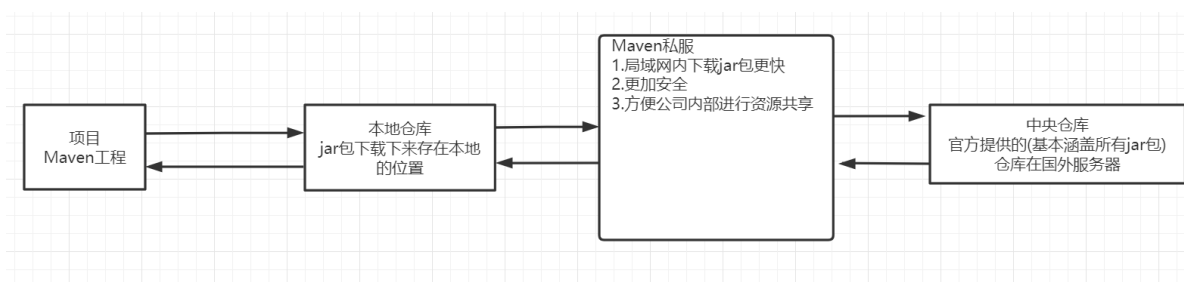 项目
Maven工程
本地仓库
jar包下载下来存在本地
的位置
Maven私服
1.局域网内下载jar包更快
2.更加安全
3.方便公司内部进行资源共享
中央仓库
官方提供的(基本涵盖所有jar包)
仓库在国外服务器